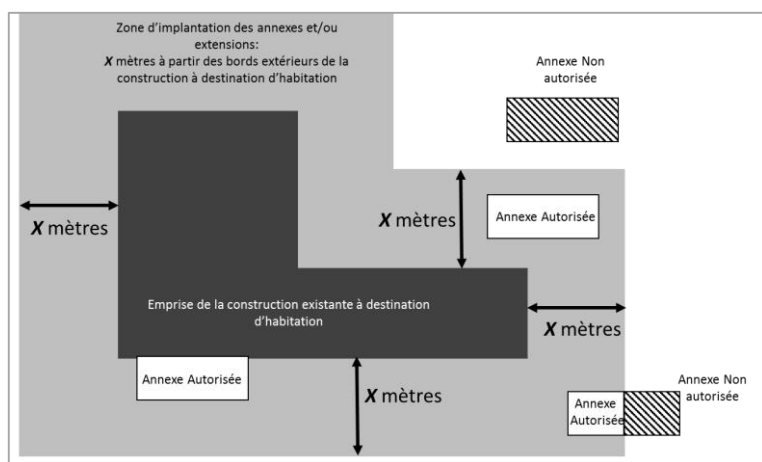 Zone d’implantation des annexes et/ou
extensions:
X mètres à partir des bords extérieurs de la
construction à destination d’habitation
Annexe Non
autorisée
X mètres
X mètres
Annexe Autorisée
Emprise de la construction existante à destination
d’habitation
X mètres
Annexe Autorisée
X mètres
Annexe
Autorisée
Annexe Non
autorisée